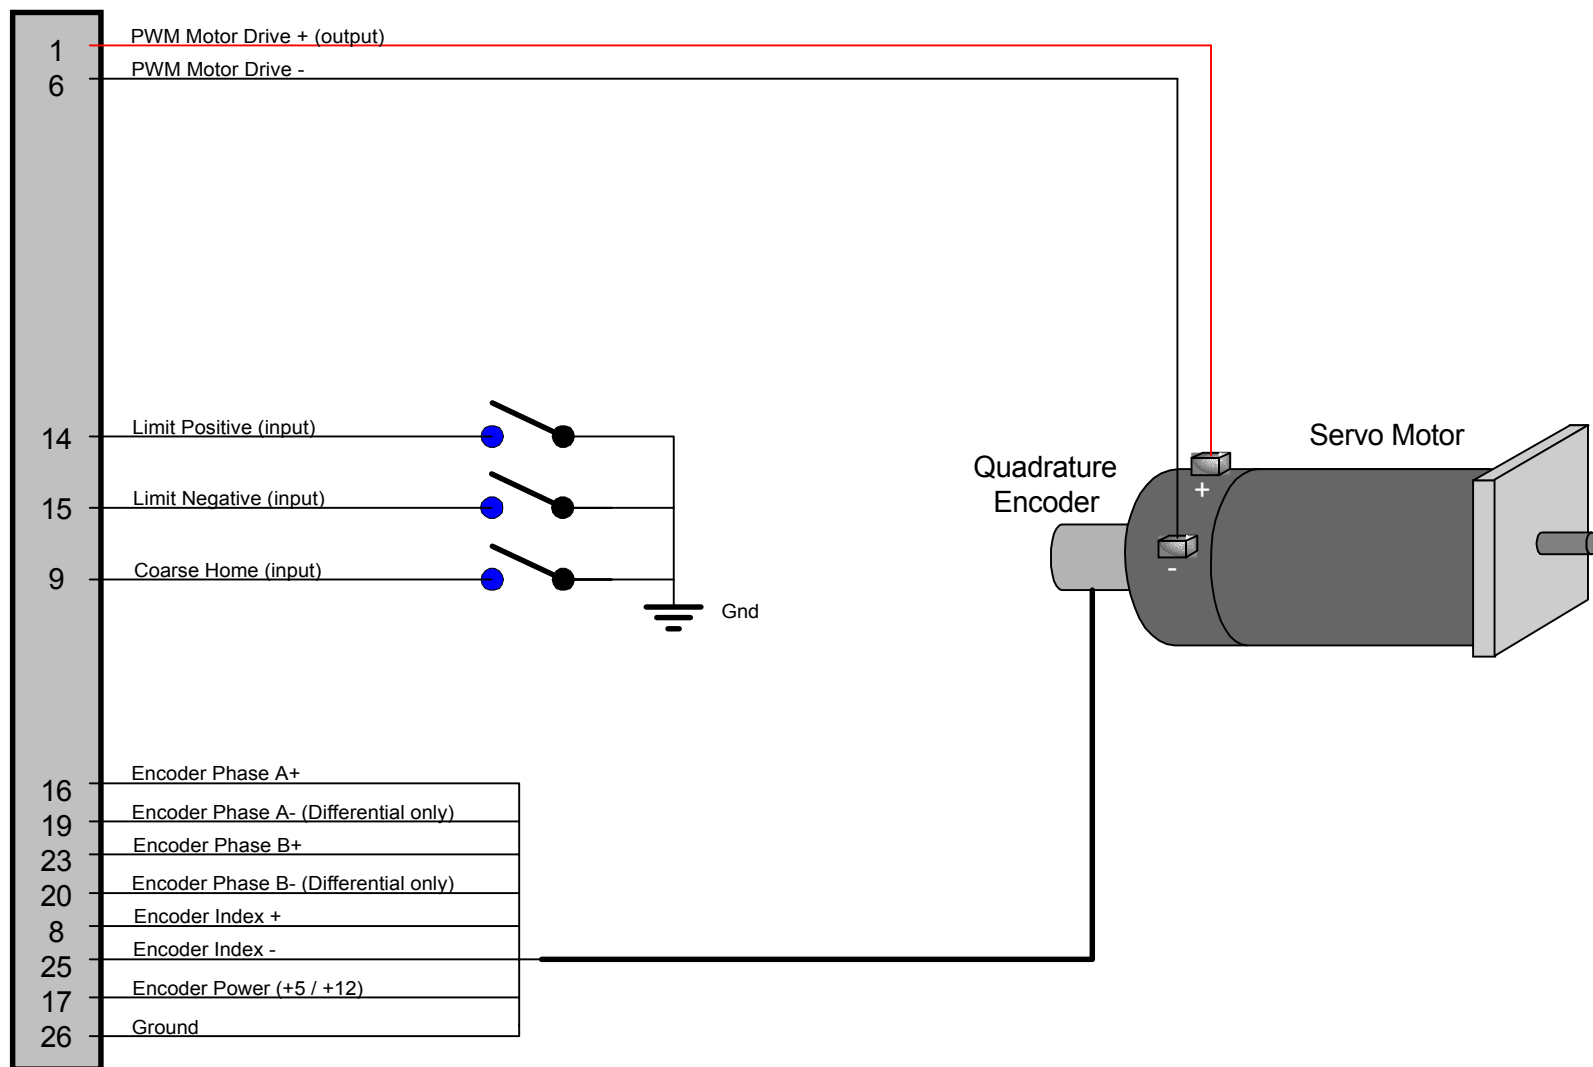 1 PWM Motor Drive + (output)
6 PWM Motor Drive -
14 Limit Positive (input)
15 Limit Negative (input)
9 Coarse Home (input)
Gnd
Quadrature
Encoder
Servo Motor
+
-
16 Encoder Phase A+
19 Encoder Phase A- (Differential only)
23 Encoder Phase B+
20 Encoder Phase B- (Differential only)
8 Encoder Index +
25 Encoder Index -
17 Encoder Power (+5 / +12)
26 Ground